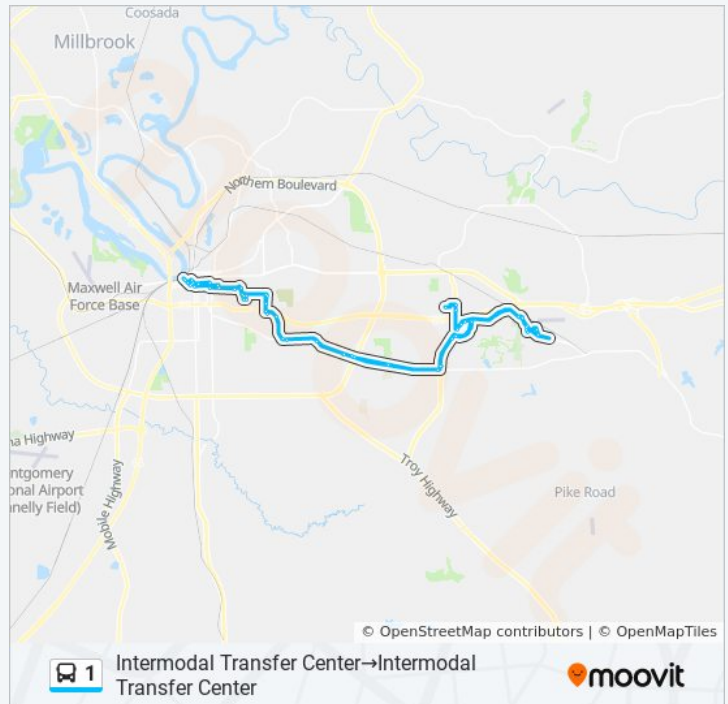 Coosada
Millbrook
Northern Boulevard
Maxwell Air
Force Base
na Highway
ntgomery
onal Airport
nnelly Field)
Mobile Highway
Troy Highway
Pike Road
© OpenStreetMap contributors | © OpenMapTiles
1
Intermodal Transfer Center→Intermodal
Transfer Center
moovit